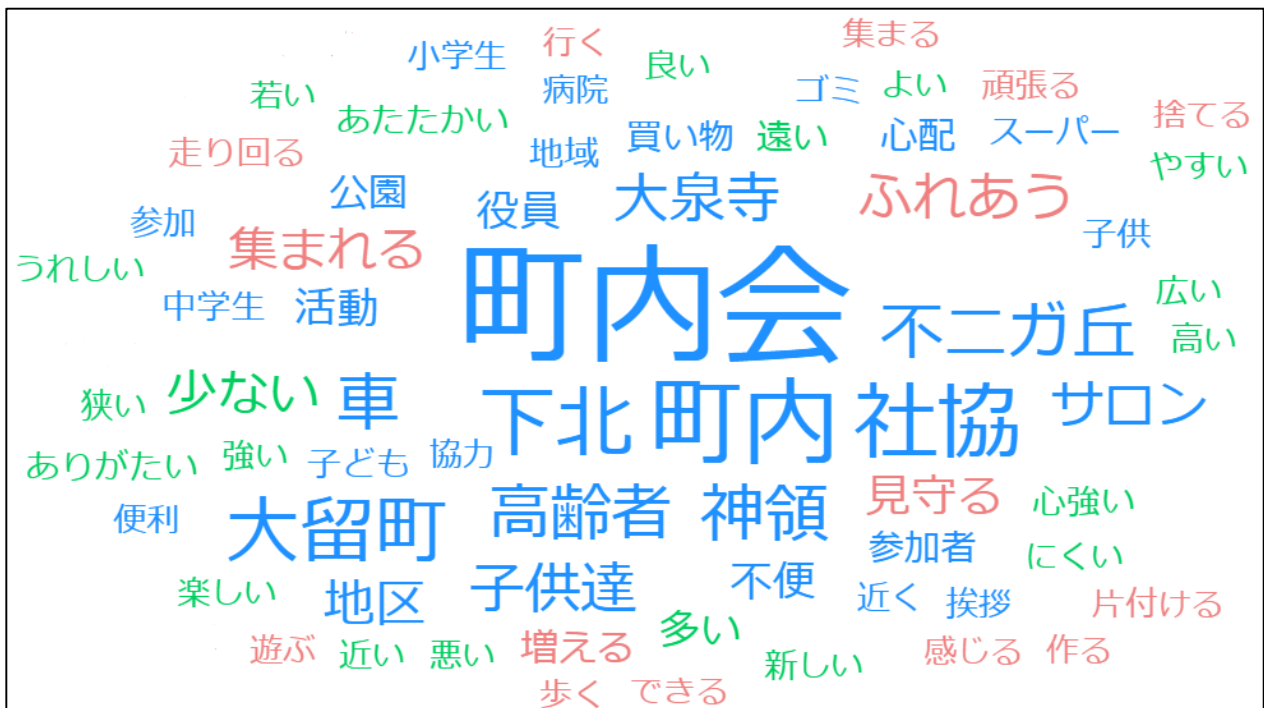 小学生 行く 集まる
若い 病院 良い ゴミ よい 頑張る
あたたかい 捨てる
走り回る 地域 買い物 遠い 心配 スーパー
やすい
公園 役員 大泉寺 ふれあう
参加 子供
集まれる
うれしい 町内会 広い
中学生 活動 不二ガ丘 高い
狭い 少ない 車 下北 町内 社協 サロン
ありがたい 強い 子ども 協力
便利 大留町 高齢者 神領 見守る 心強い
参加者 にくい
楽しい 地区 子供達 不便 近く 挨拶 片付ける
遊ぶ 近い 悪い 増える 多い 新しい 感じる 作る
歩く できる